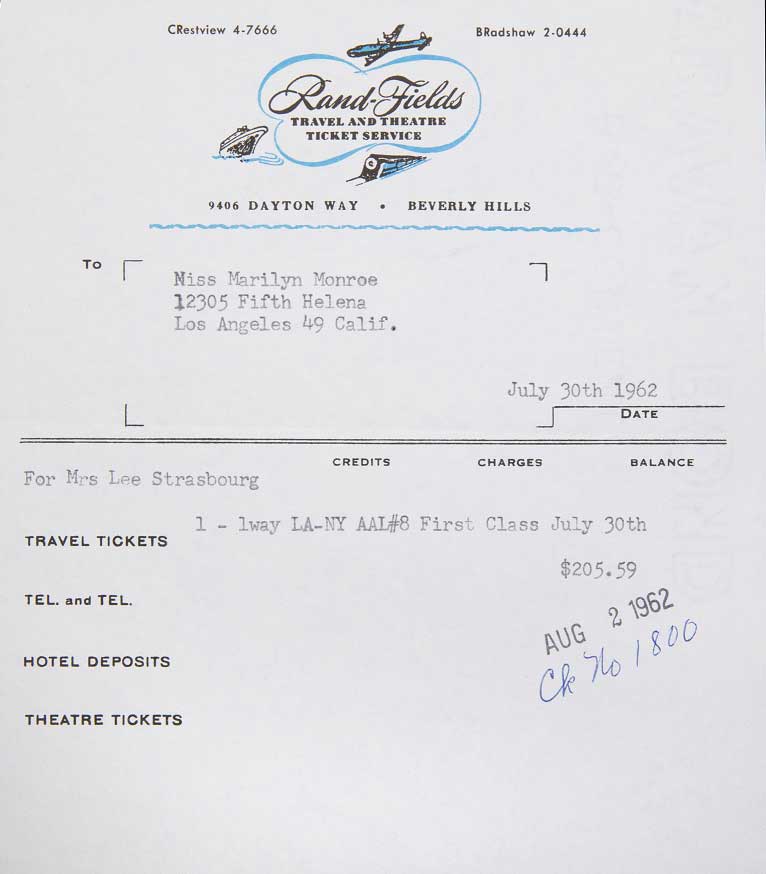 CRestview 4-7666
BRadshaw 2-0444
Rand-Fields
TRAVEL AND THEATRE
TICKET SERVICE
9406 DAYTON WAY • BEVERLY HILLS
TO
Miss Marilyn Monroe
12305 Fifth Helena
Los Angeles 49 Calif.
July 30th 1962
DATE
CREDITS CHARGES BALANCE
For Mrs Lee Strasbourg
1 - 1way LA-NY AAL#8 First Class July 30th
TRAVEL TICKETS
$205.59
TEL. and TEL.
AUG 2 1962
Ck No 1800
HOTEL DEPOSITS
THEATRE TICKETS